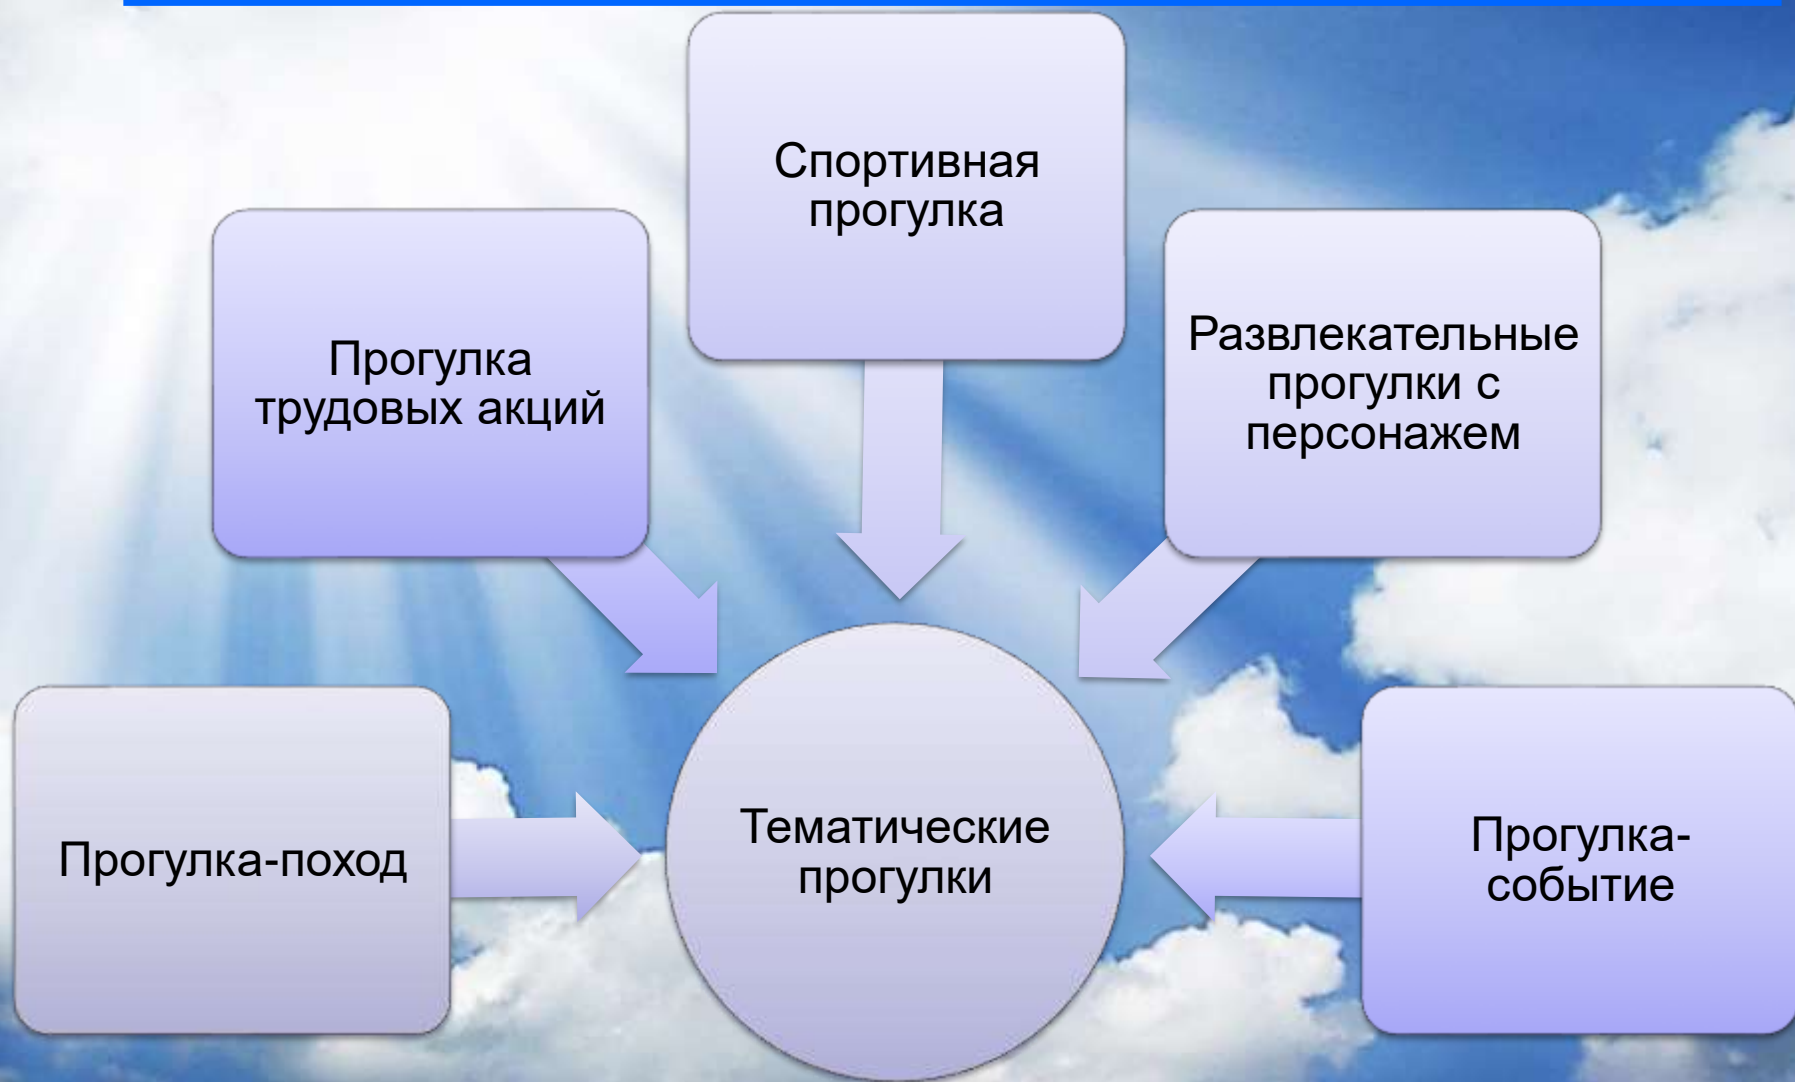 Спортивная
прогулка
Прогулка
трудовых акций
Развлекательные
прогулки с
персонажем
Прогулка-поход
Тематические
прогулки
Прогулка-
событие